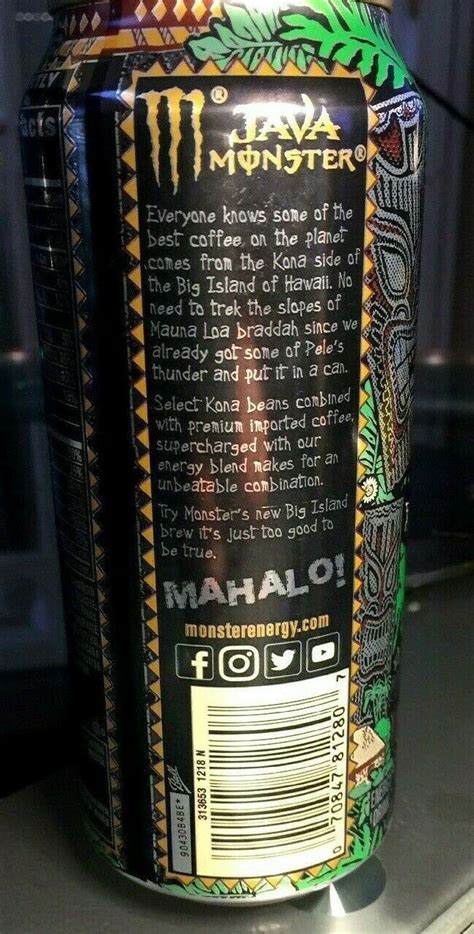 acts
JAVA
MONSTER®
Everyone knows some of the
best coffee on the planet
comes from the Kona side of
the Big Island of Hawaii. No
need to trek the slopes of
Mauna Loa braddah since we
already got some of Pele's
thunder and put it in a can.
Select Kona beans combined
with premium imported coffee,
supercharged with our
energy blend makes for an
unbeatable combination.
Try Monster's new Big Island
brew it's just too good to
be true.
MAHALO!
monsterenergy.com
Ball
90430B4BE*
313653 1218 N
0 70847 81280 7